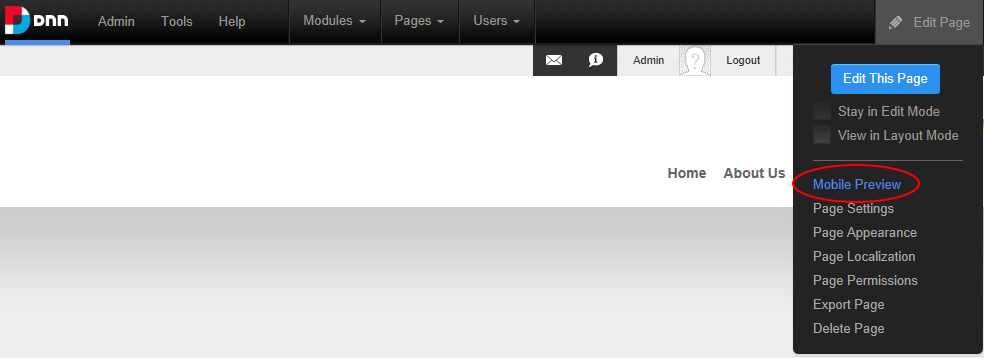 DNN Admin Tools Help Modules Pages Users Edit Page
Admin ? Logout
Edit This Page
Stay in Edit Mode
View in Layout Mode
Home About Us
Mobile Preview
Page Settings
Page Appearance
Page Localization
Page Permissions
Export Page
Delete Page